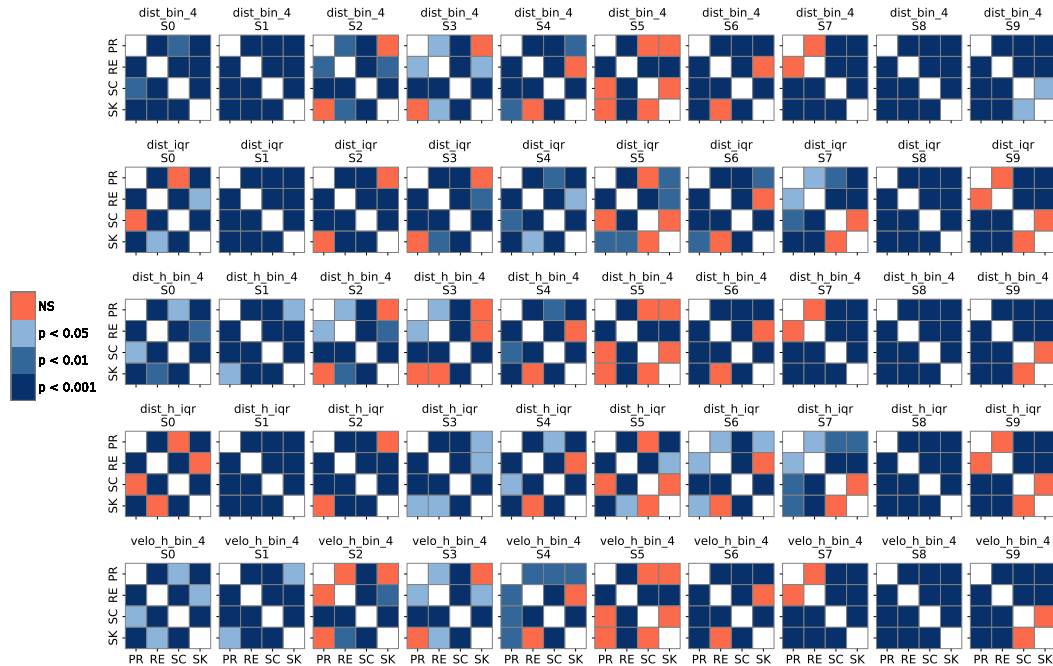 dist_bin_4 dist_bin_4 dist_bin_4 dist_bin_4 dist_bin_4 dist_bin_4 dist_bin_4 dist_bin_4 dist_bin_4 dist_bin_4
S0 S1 S2 S3 S4 S5 S6 S7 S8 S9
PR
RE
SC
SK
dist_iqr dist_iqr dist_iqr dist_iqr dist_iqr dist_iqr dist_iqr dist_iqr dist_iqr dist_iqr
S0 S1 S2 S3 S4 S5 S6 S7 S8 S9
PR
RE
SC
SK
dist_h_bin_4 dist_h_bin_4 dist_h_bin_4 dist_h_bin_4 dist_h_bin_4 dist_h_bin_4 dist_h_bin_4 dist_h_bin_4 dist_h_bin_4 dist_h_bin_4
S0 S1 S2 S3 S4 S5 S6 S7 S8 S9
PR
RE
SC
SK
NS
p < 0.05
p < 0.01
p < 0.001
dist_h_iqr dist_h_iqr dist_h_iqr dist_h_iqr dist_h_iqr dist_h_iqr dist_h_iqr dist_h_iqr dist_h_iqr dist_h_iqr
S0 S1 S2 S3 S4 S5 S6 S7 S8 S9
PR
RE
SC
SK
velo_h_bin_4 velo_h_bin_4 velo_h_bin_4 velo_h_bin_4 velo_h_bin_4 velo_h_bin_4 velo_h_bin_4 velo_h_bin_4 velo_h_bin_4 velo_h_bin_4
S0 S1 S2 S3 S4 S5 S6 S7 S8 S9
PR
RE
SC
SK
PR RE SC SK PR RE SC SK PR RE SC SK PR RE SC SK PR RE SC SK PR RE SC SK PR RE SC SK PR RE SC SK PR RE SC SK PR RE SC SK